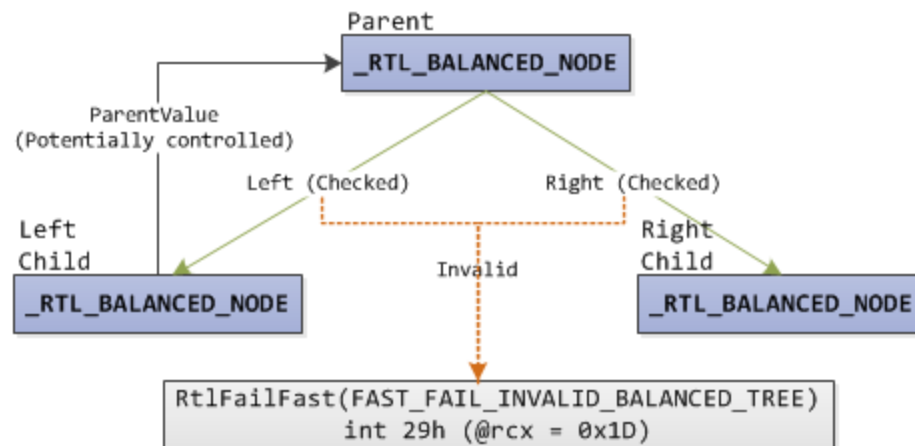 Parent
_RTL_BALANCED_NODE
ParentValue
(Potentially controlled)
Left (Checked)
Right (Checked)
Left
Child
Right
Child
Invalid
_RTL_BALANCED_NODE
_RTL_BALANCED_NODE
RtlFailFast(FAST_FAIL_INVALID_BALANCED_TREE)
int 29h (@rcx = 0x1D)